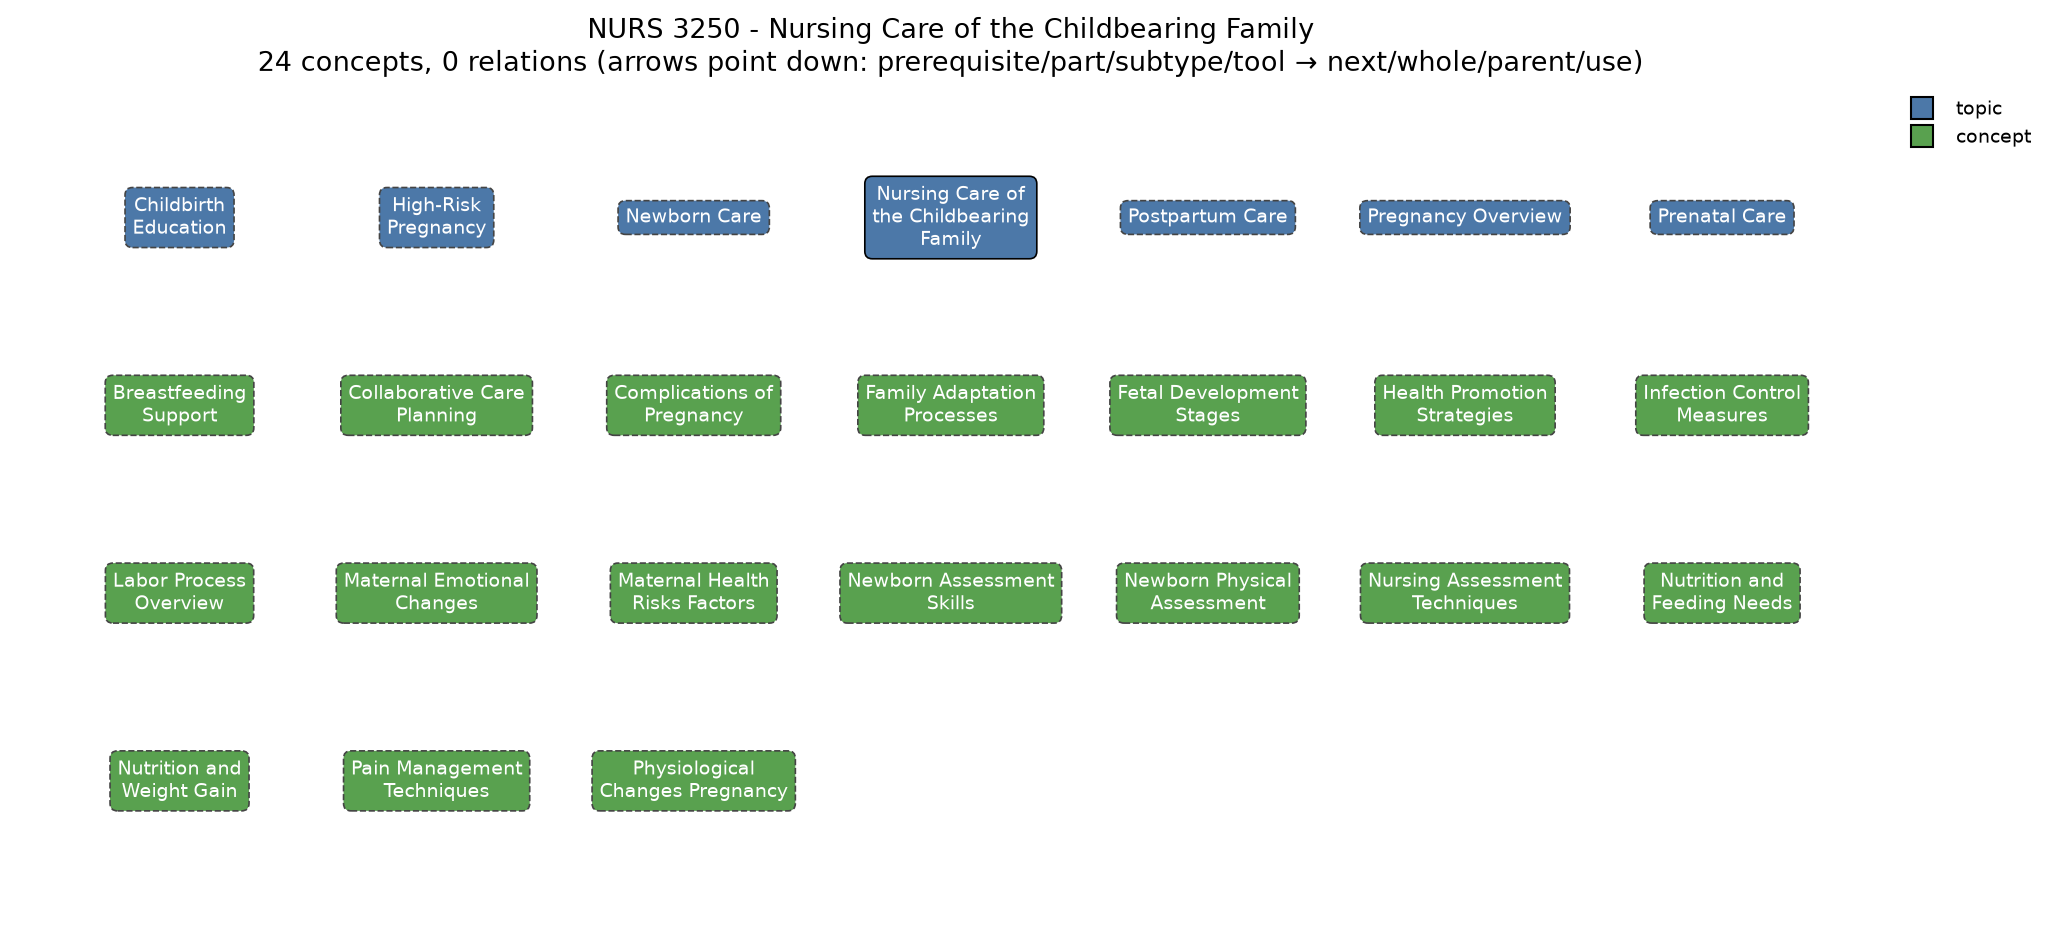 NURS 3250 - Nursing Care of the Childbearing Family
24 concepts, 0 relations (arrows point down: prerequisite/part/subtype/tool → next/whole/parent/use)
topic
concept
Childbirth
Education
High-Risk
Pregnancy
Newborn Care
Nursing Care of
the Childbearing
Family
Postpartum Care
Pregnancy Overview
Prenatal Care
Breastfeeding
Support
Collaborative Care
Planning
Complications of
Pregnancy
Family Adaptation
Processes
Fetal Development
Stages
Health Promotion
Strategies
Infection Control
Measures
Labor Process
Overview
Maternal Emotional
Changes
Maternal Health
Risks Factors
Newborn Assessment
Skills
Newborn Physical
Assessment
Nursing Assessment
Techniques
Nutrition and
Feeding Needs
Nutrition and
Weight Gain
Pain Management
Techniques
Physiological
Changes Pregnancy